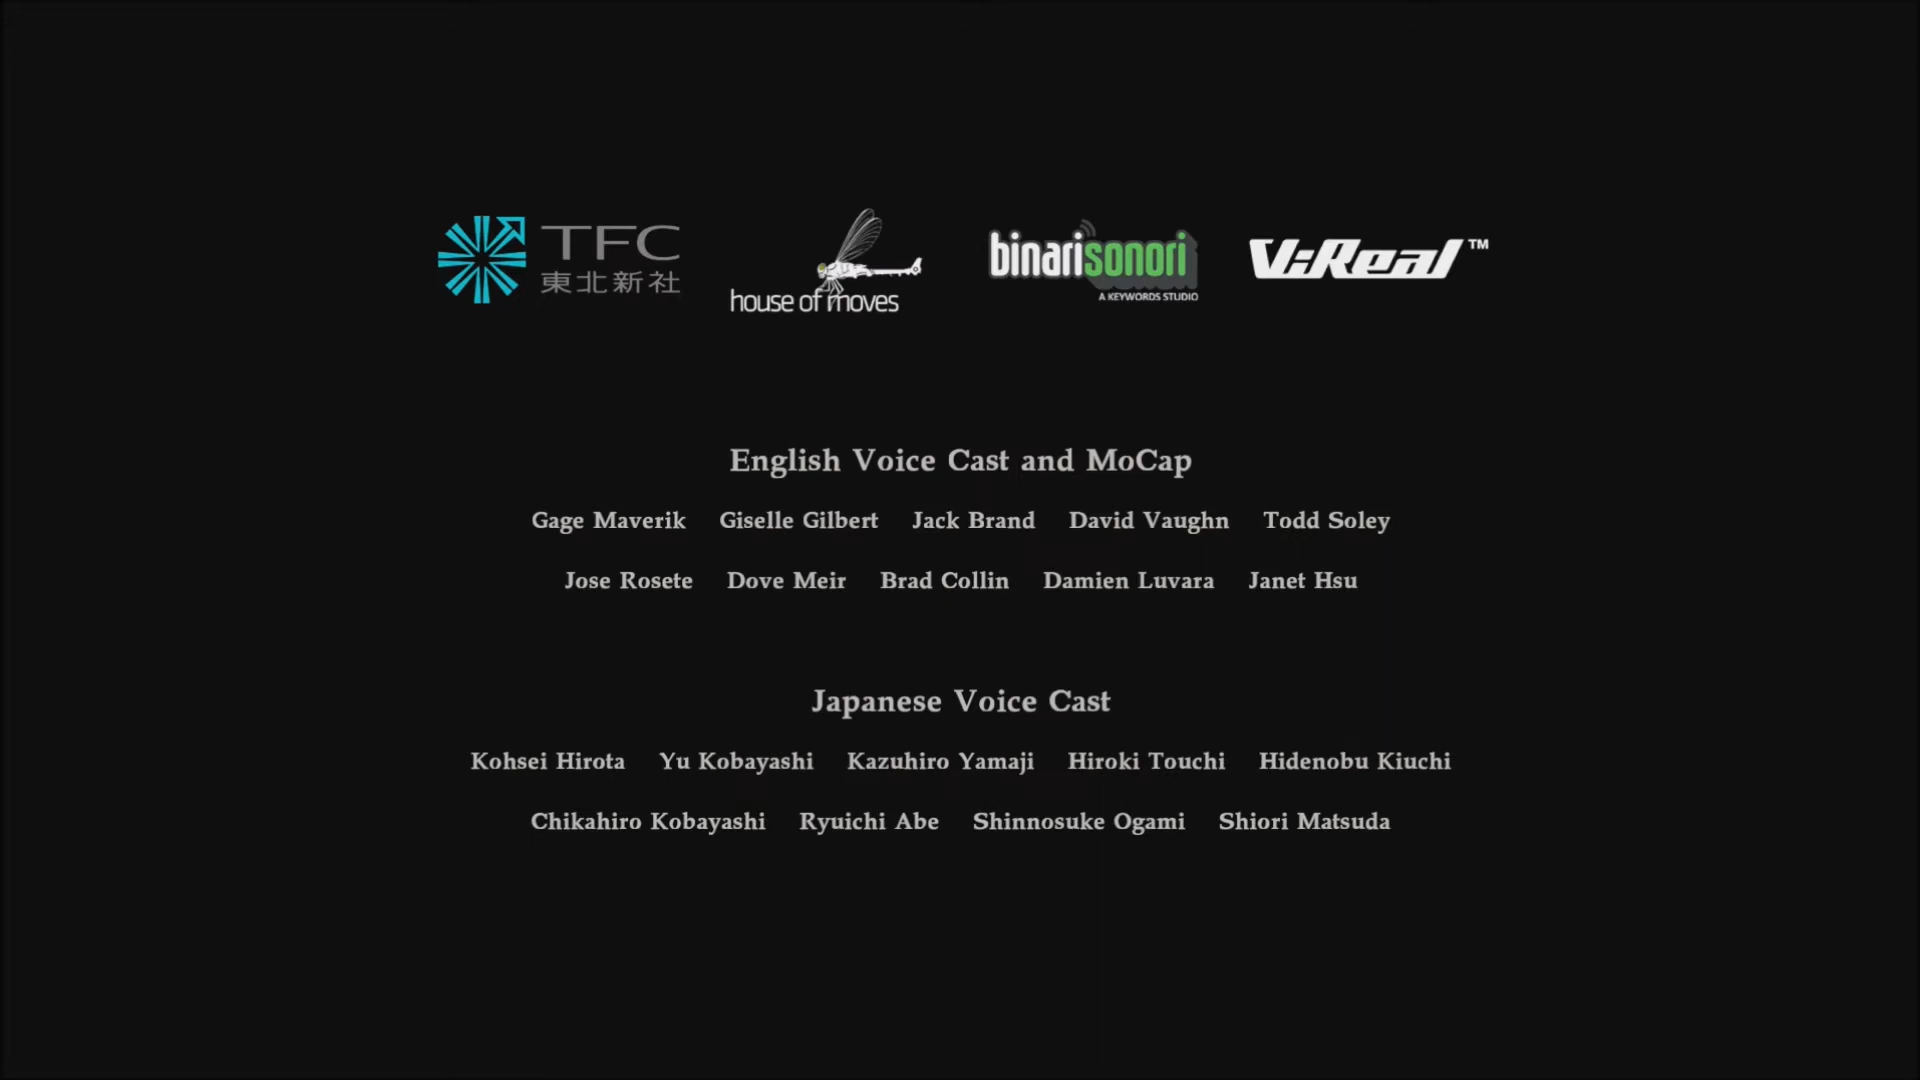 TFC
東北新社
house of moves
binarisonori
A KEYWORDS STUDIO
ViReal™
English Voice Cast and MoCap
Gage Maverik Giselle Gilbert Jack Brand David Vaughn Todd Soley
Jose Rosete Dove Meir Brad Collin Damien Luvara Janet Hsu
Japanese Voice Cast
Kohsei Hirota Yu Kobayashi Kazuhiro Yamaji Hiroki Touchi Hidenobu Kiuchi
Chikahiro Kobayashi Ryuichi Abe Shinnosuke Ogami Shiori Matsuda